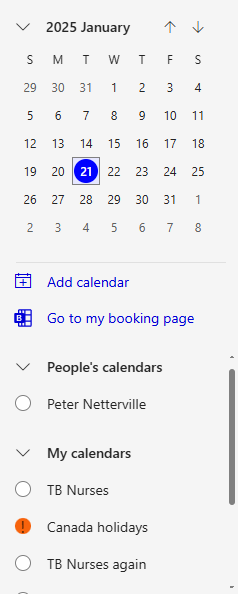 2025 January
S M T W T F S
29 30 31 1 2 3 4
5 6 7 8 9 10 11
12 13 14 15 16 17 18
19 20 21 22 23 24 25
26 27 28 29 30 31 1
2 3 4 5 6 7 8
Add calendar
Go to my booking page
People's calendars
Peter Netterville
My calendars
TB Nurses
Canada holidays
TB Nurses again